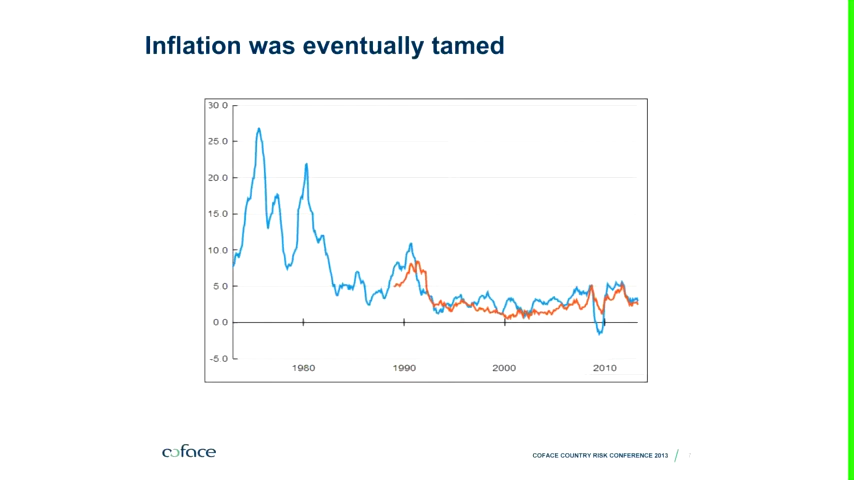 Inflation was eventually tamed
30 0
25.0
20 0
15.0
10.0
5.0
0 0
-5.0
1980 1990 2000 2010
coface
COFACE COUNTRY RISK CONFERENCE 2013 /